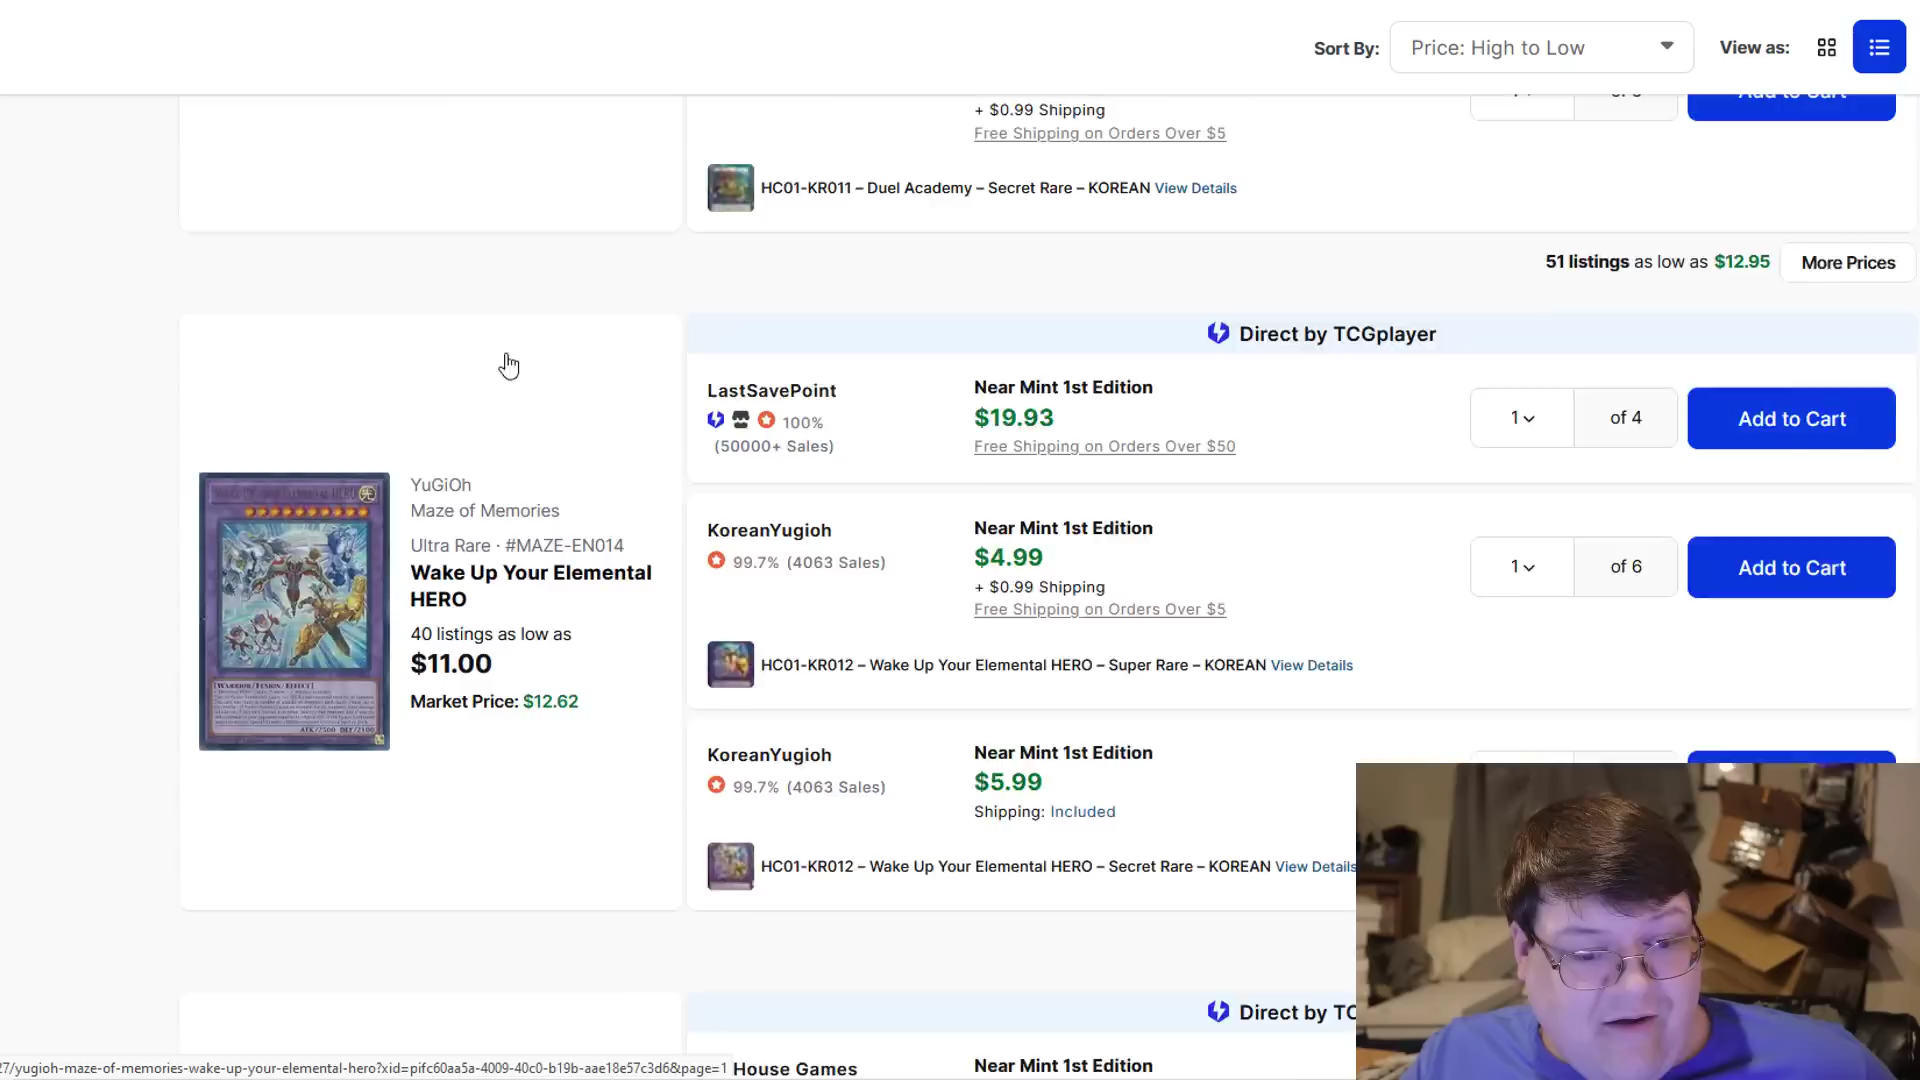 Sort By:
Price: High to Low
View as:
+ $0.99 Shipping
Add to Cart
Free Shipping on Orders Over $5
HC01-KR011 – Duel Academy – Secret Rare – KOREAN View Details
51 listings as low as $12.95
More Prices
Direct by TCGplayer
LastSavePoint
100%
(50000+ Sales)
Near Mint 1st Edition
$19.93
Free Shipping on Orders Over $50
1
of 4
Add to Cart
YuGiOh
Maze of Memories
Ultra Rare · #MAZE-EN014
Wake Up Your Elemental
HERO
40 listings as low as
$11.00
Market Price: $12.62
KoreanYugioh
99.7% (4063 Sales)
Near Mint 1st Edition
$4.99
+ $0.99 Shipping
Free Shipping on Orders Over $5
1
of 6
Add to Cart
HC01-KR012 – Wake Up Your Elemental HERO – Super Rare – KOREAN View Details
KoreanYugioh
99.7% (4063 Sales)
Near Mint 1st Edition
$5.99
Shipping: Included
HC01-KR012 – Wake Up Your Elemental HERO – Secret Rare – KOREAN View Details
Direct by TC
House Games
Near Mint 1st Edition
27/yugioh-maze-of-memories-wake-up-your-elemental-hero?xid=pifc60aa5a-4009-40c0-b19b-aae18e57c3d6&page=1